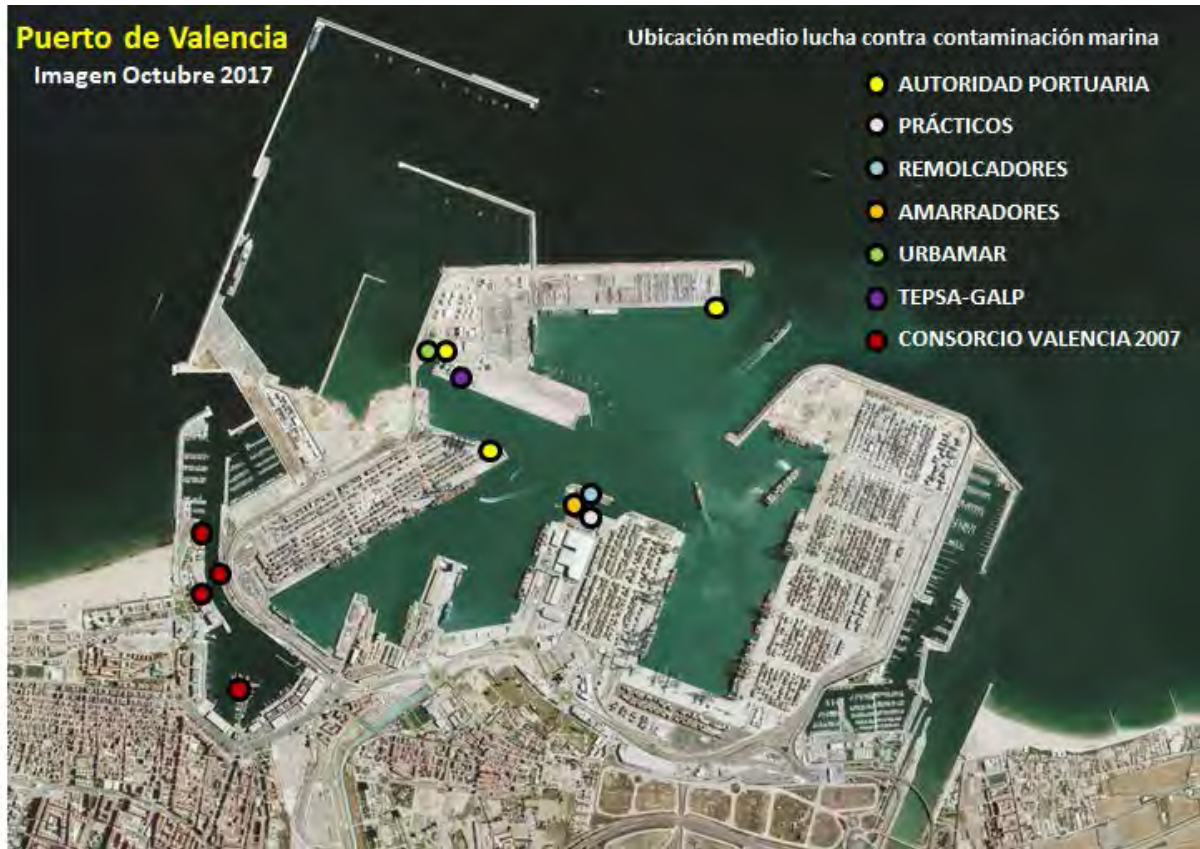 Puerto de Valencia
Imagen Octubre 2017
Ubicación medio lucha contra contaminación marina
AUTORIDAD PORTUARIA
PRÁCTICOS
REMOLCADORES
AMARRADORES
URBAMAR
TEPSA-GALP
CONSORCIO VALENCIA 2007